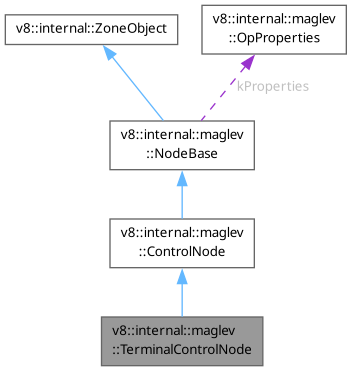 v8::internal::ZoneObject
v8::internal::maglev
::OpProperties
kProperties
v8::internal::maglev
::NodeBase
v8::internal::maglev
::ControlNode
v8::internal::maglev
::TerminalControlNode